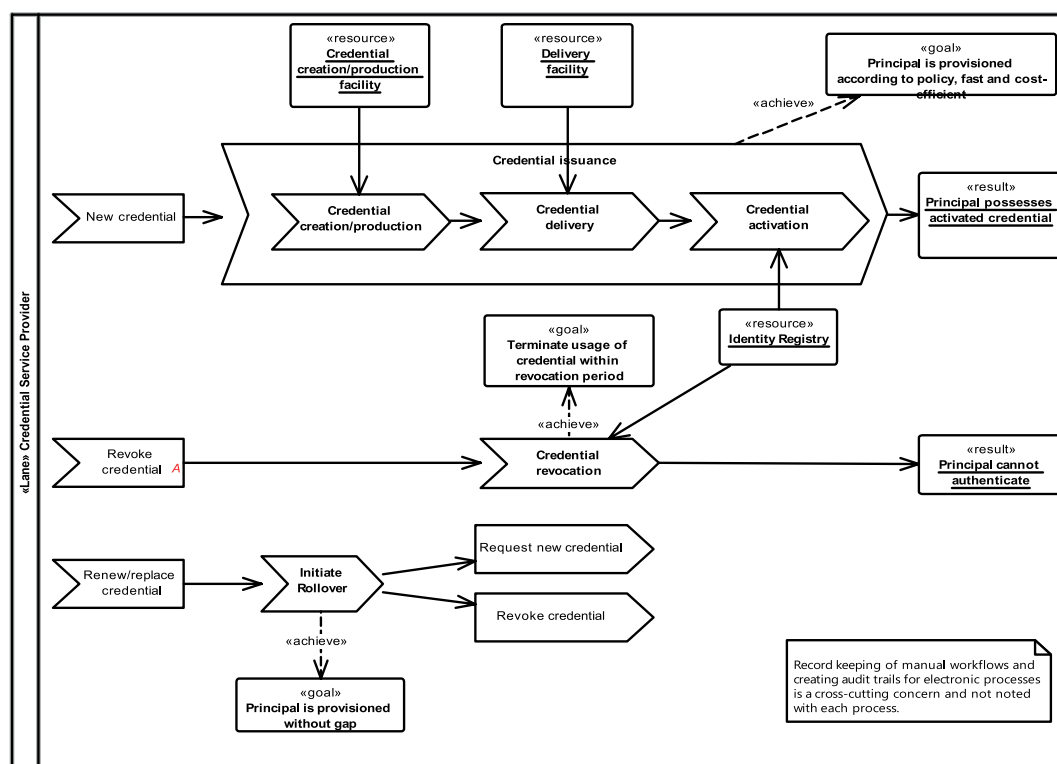 «Lane» Credential Service Provider
«resource»
Credential
creation/production
facility
«resource»
Delivery
facility
«goal»
Principal is provisioned
according to policy, fast and cost-
efficient
«achieve»
Credential issuance
New credential
Credential
creation/production
Credential
delivery
Credential
activation
«result»
Principal possesses
activated credential
«goal»
Terminate usage of
credential within
revocation period
«resource»
Identity Registry
«achieve»
Revoke
credential A
Credential
revocation
«result»
Principal cannot
authenticate
Renew/replace
credential
Initiate
Rollover
Request new credential
Revoke credential
«achieve»
«goal»
Principal is provisioned
without gap
Record keeping of manual workflows and
creating audit trails for electronic processes
is a cross-cutting concern and not noted
with each process.